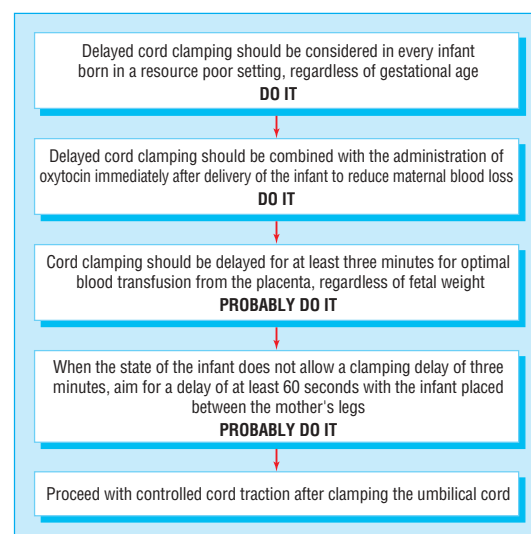 Delayed cord clamping should be considered in every infant
born in a resource poor setting, regardless of gestational age
DO IT
Delayed cord clamping should be combined with the administration of
oxytocin immediately after delivery of the infant to reduce maternal blood loss
DO IT
Cord clamping should be delayed for at least three minutes for optimal
blood transfusion from the placenta, regardless of fetal weight
PROBABLY DO IT
When the state of the infant does not allow a clamping delay of three
minutes, aim for a delay of at least 60 seconds with the infant placed
between the mother's legs
PROBABLY DO IT
Proceed with controlled cord traction after clamping the umbilical cord